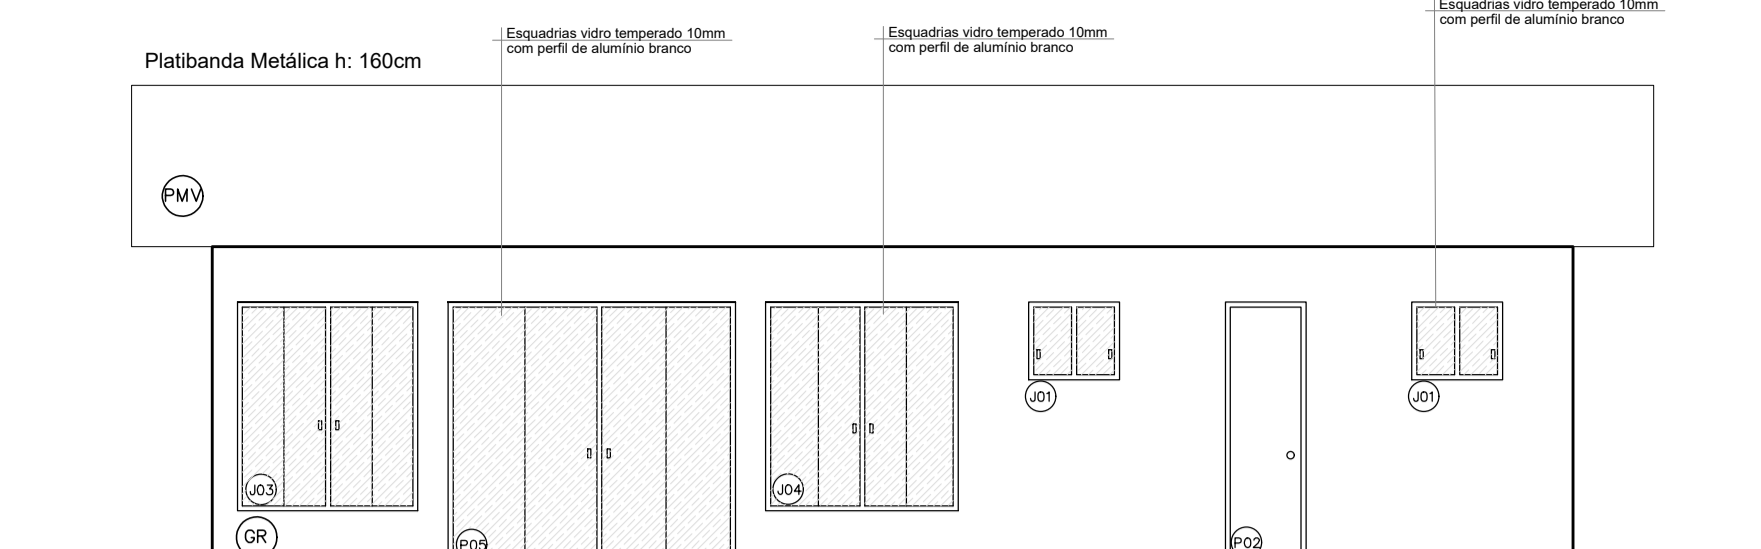 Esquadrias vidro temperado 10mm
com perfil de alumínio branco
Esquadrias vidro temperado 10mm
com perfil de alumínio branco
Esquadrias vidro temperado 10mm
com perfil de alumínio branco
Platibanda Metálica h: 160cm
PMV
J01
J01
J03
J04
GR
P05
P02